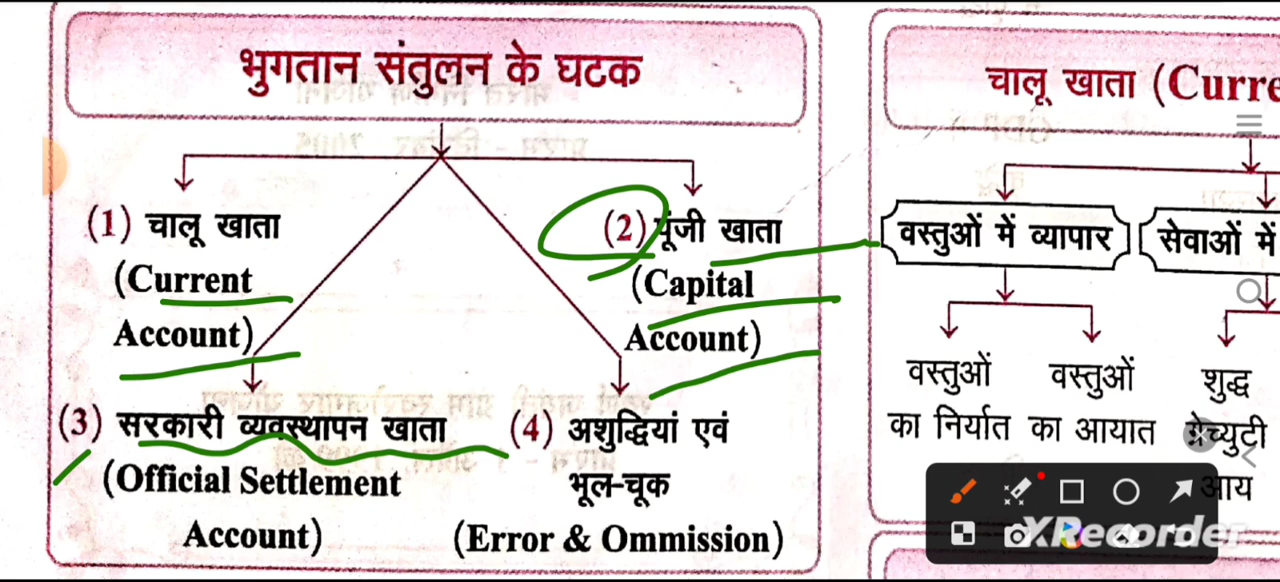 भुगतान संतुलन के घटक
(1) चालू खाता
(Current
Account)
(2) पूंजी खाता
(Capital
Account)
(3) सरकारी व्यवस्थापन खाता
(Official Settlement
Account)
(4) अशुद्धियां एवं
भूल-चूक
(Error & Ommission)
चालू खाता (Curre
वस्तुओं में व्यापार
सेवाओं में
वस्तुओं
का निर्यात
वस्तुओं
का आयात
शुद्ध
ग्रेच्युटी
आय
XRecorder